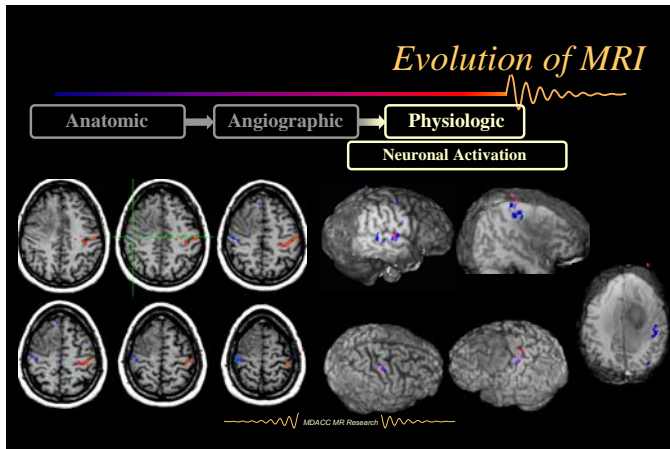 Evolution of MRI
Anatomic Angiographic Physiologic
Neuronal Activation
MDACC MR Research